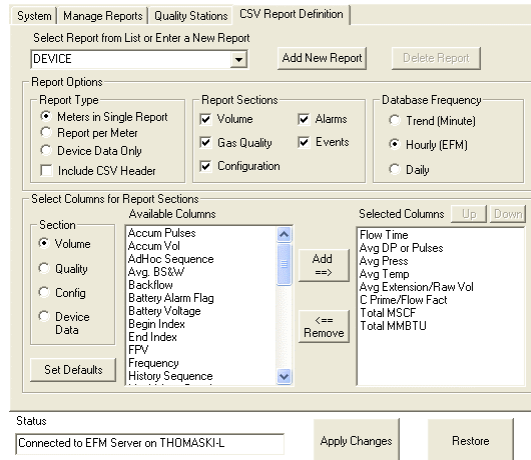 System
Manage Reports
Quality Stations
CSV Report Definition
Select Report from List or Enter a New Report
DEVICE
Add New Report
Delete Report
Report Options
Report Type
Meters in Single Report
Report per Meter
Device Data Only
Include CSV Header
Report Sections
Volume
Alarms
Gas Quality
Events
Configuration
Database Frequency
Trend (Minute)
Hourly (EFM)
Daily
Select Columns for Report Sections
Section
Volume
Quality
Config
Device
Data
Set Defaults
Available Columns
Accum Pulses
Accum Vol
AdHoc Sequence
Avg. BS&W
Backflow
Battery Alarm Flag
Battery Voltage
Begin Index
End Index
FPV
Frequency
History Sequence
Add
==>
<==
Remove
Selected Columns
Up
Down
Flow Time
Avg DP or Pulses
Avg Press
Avg Temp
Avg Extension/Raw Vol
C Prime/Flow Fact
Total MSCF
Total MMBTU
Status
Connected to EFM Server on THOMASKI-L
Apply Changes
Restore